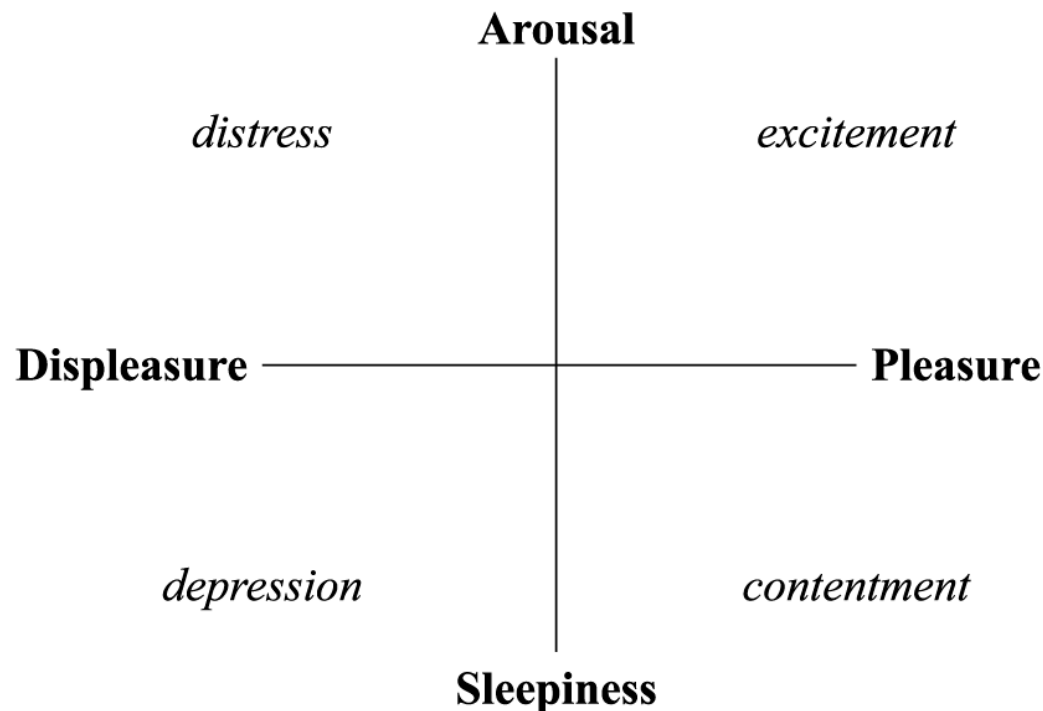 Arousal
distress excitement
Displeasure Pleasure
depression contentment
Sleepiness